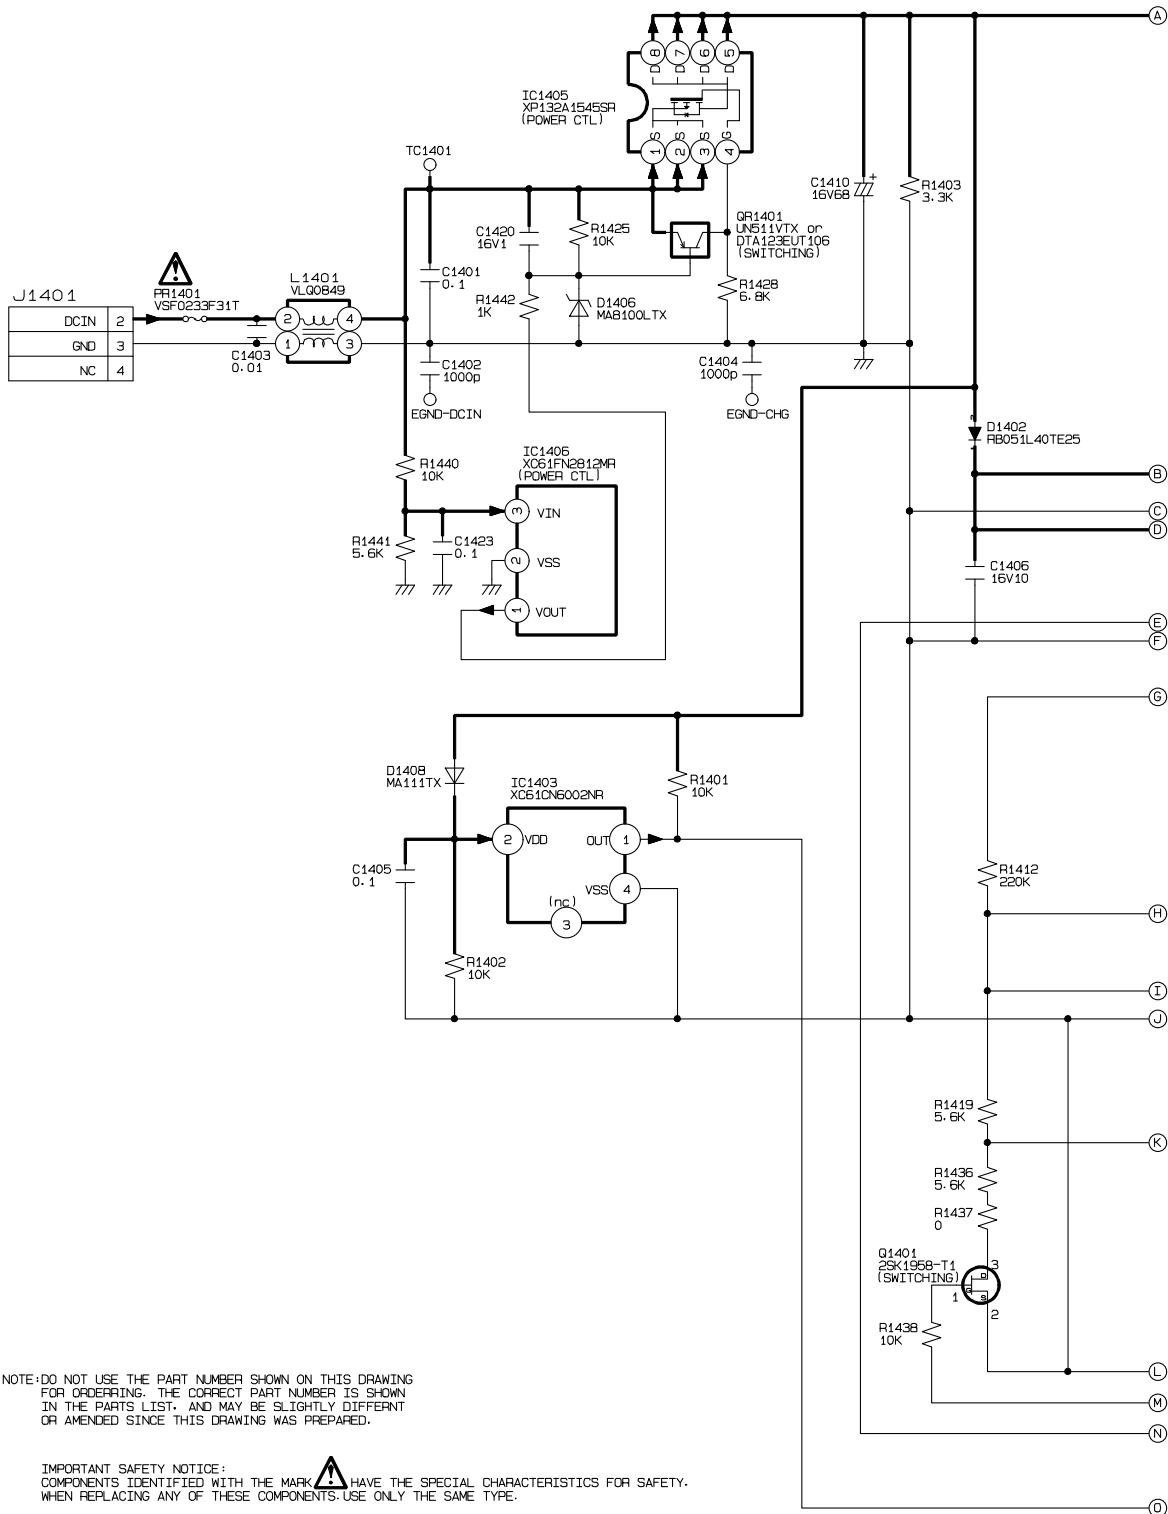 A
8 7 6 5
D D D D
IC1405
XP132A1545SR
(POWER CTL)
S S S G
1 2 3 4
TC1401
C1410
16V68
+
R1403
3.3K
C1420
16V1
R1425
10K
QR1401
UN511VTX or
DTA123EUT106
(SWITCHING)
C1401
0.1
R1442
1K
D1406
MA8100LTX
R1428
6.8K
J1401
DCIN 2
GND 3
NC 4
PR1401
VSF0233F31T
L1401
VLQ0849
2 4
1 3
C1403
0.01
C1402
1000p
EGND-DCIN
C1404
1000p
EGND-CHG
2
D1402
RB051L40TE25
1
B
R1440
10K
IC1406
XC61FN2812MR
(POWER CTL)
3 VIN
2 VSS
1 VOUT
C
D
R1441
5.6K
C1423
0.1
C1406
16V10
E
F
G
D1408
MA111TX
IC1403
XC61CN6002NR
R1401
10K
2 VDD
OUT 1
VSS 4
(nc)
3
C1405
0.1
R1412
220K
H
R1402
10K
I
J
R1419
5.6K
K
R1436
5.6K
R1437
0
Q1401
2SK1958-T1
(SWITCHING)
3
D
G
S
1
2
R1438
10K
L
M
N
O
NOTE:DO NOT USE THE PART NUMBER SHOWN ON THIS DRAWING
FOR ORDERRING. THE CORRECT PART NUMBER IS SHOWN
IN THE PARTS LIST. AND MAY BE SLIGHTLY DIFFERNT
OR AMENDED SINCE THIS DRAWING WAS PREPARED.
IMPORTANT SAFETY NOTICE:
COMPONENTS IDENTIFIED WITH THE MARK ! HAVE THE SPECIAL CHARACTERISTICS FOR SAFETY.
WHEN REPLACING ANY OF THESE COMPONENTS.USE ONLY THE SAME TYPE.